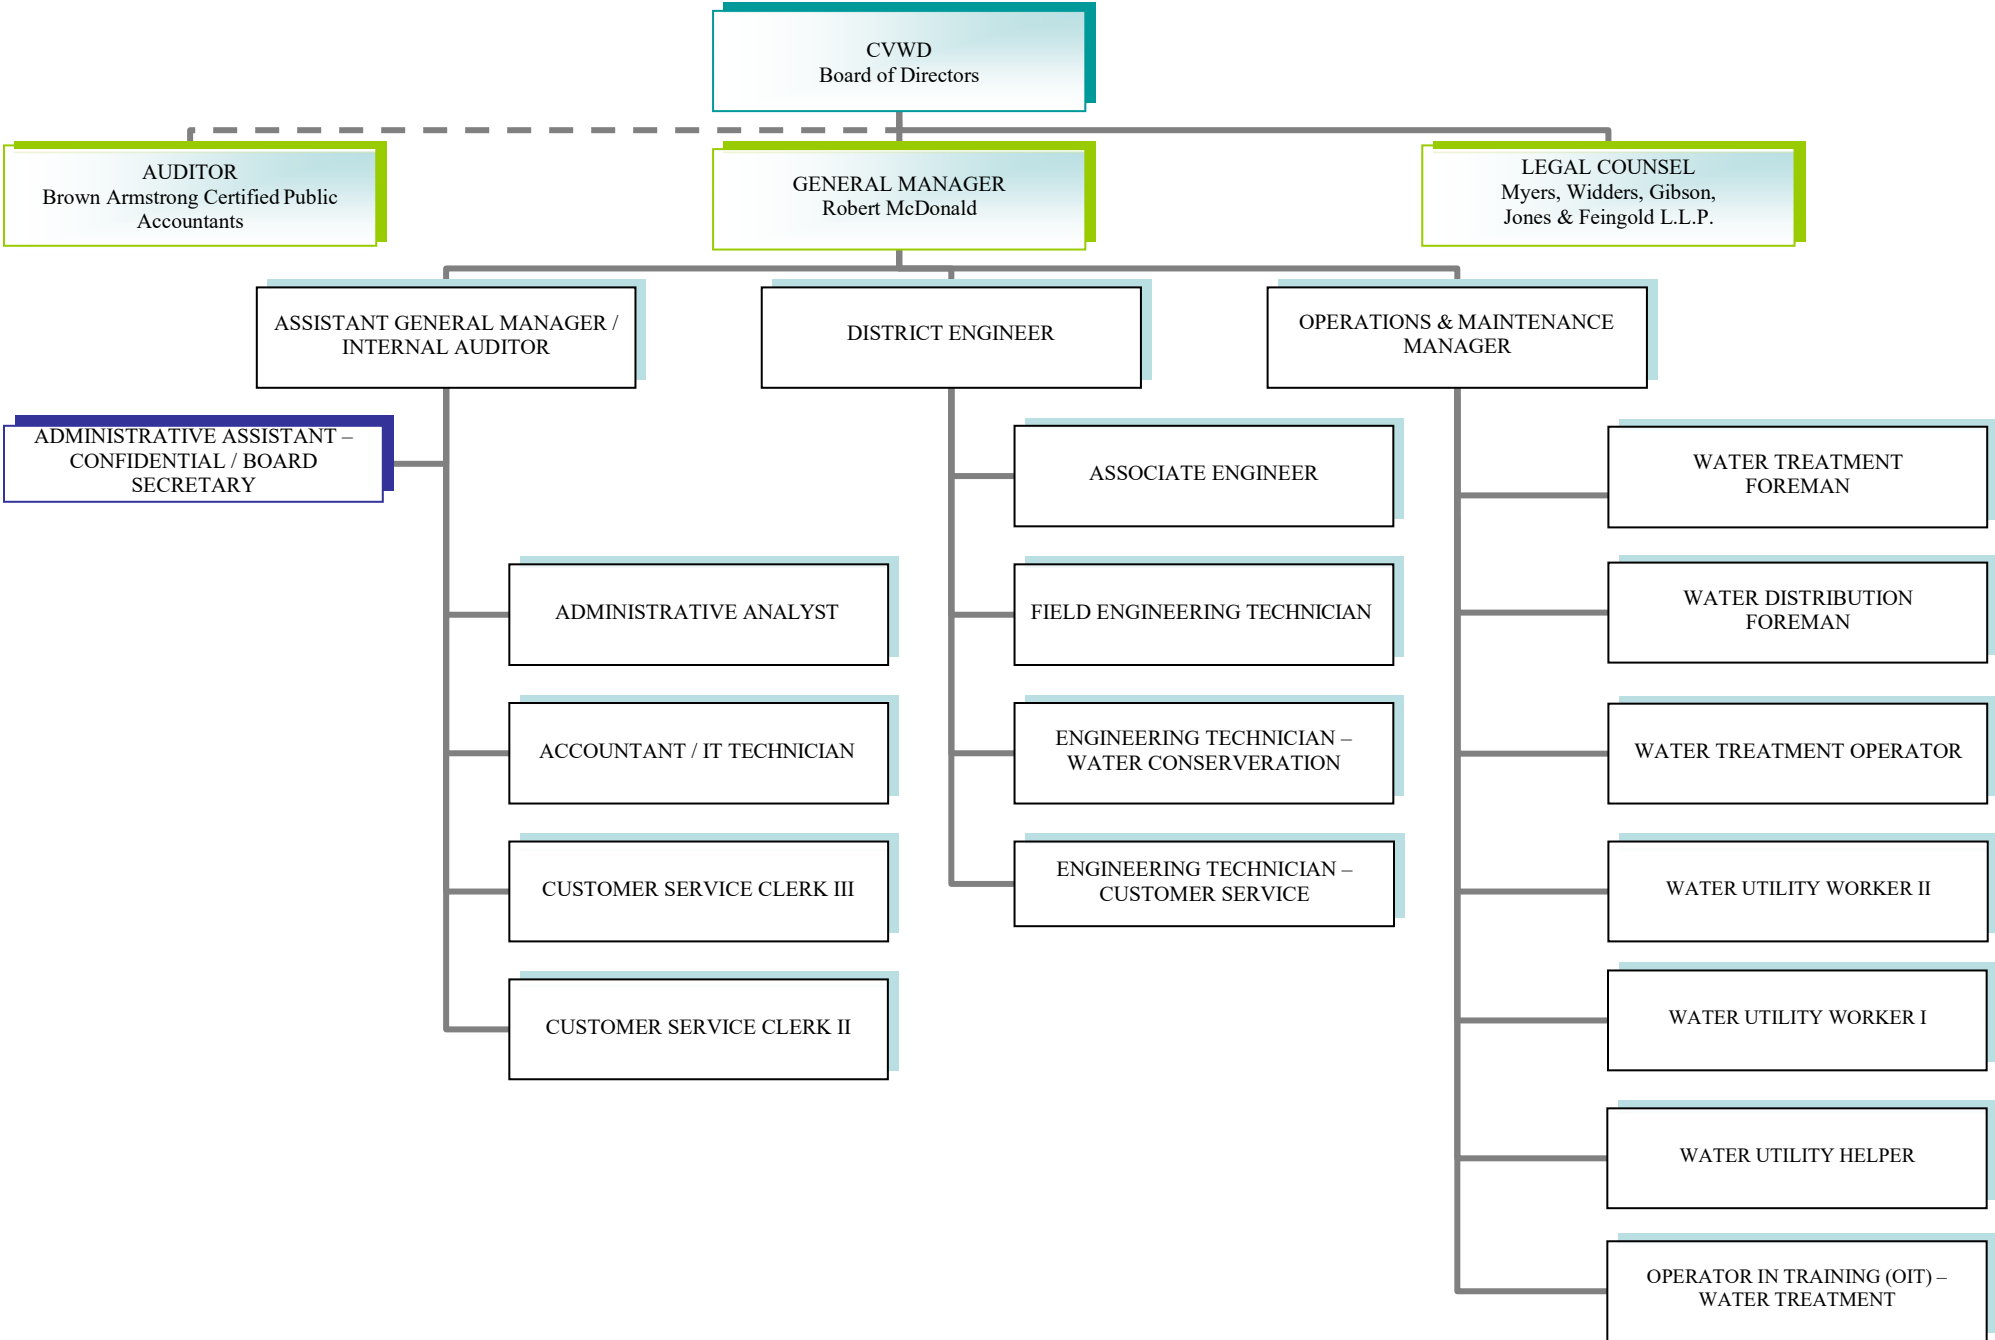 CVWD
Board of Directors
AUDITOR
Brown Armstrong Certified Public
Accountants
GENERAL MANAGER
Robert McDonald
LEGAL COUNSEL
Myers, Widders, Gibson,
Jones & Feingold L.L.P.
ASSISTANT GENERAL MANAGER /
INTERNAL AUDITOR
DISTRICT ENGINEER
OPERATIONS & MAINTENANCE
MANAGER
ADMINISTRATIVE ASSISTANT –
CONFIDENTIAL / BOARD
SECRETARY
ADMINISTRATIVE ANALYST
ACCOUNTANT / IT TECHNICIAN
CUSTOMER SERVICE CLERK III
CUSTOMER SERVICE CLERK II
ASSOCIATE ENGINEER
FIELD ENGINEERING TECHNICIAN
ENGINEERING TECHNICIAN –
WATER CONSERVERATION
ENGINEERING TECHNICIAN –
CUSTOMER SERVICE
WATER TREATMENT
FOREMAN
WATER DISTRIBUTION
FOREMAN
WATER TREATMENT OPERATOR
WATER UTILITY WORKER II
WATER UTILITY WORKER I
WATER UTILITY HELPER
OPERATOR IN TRAINING (OIT) –
WATER TREATMENT